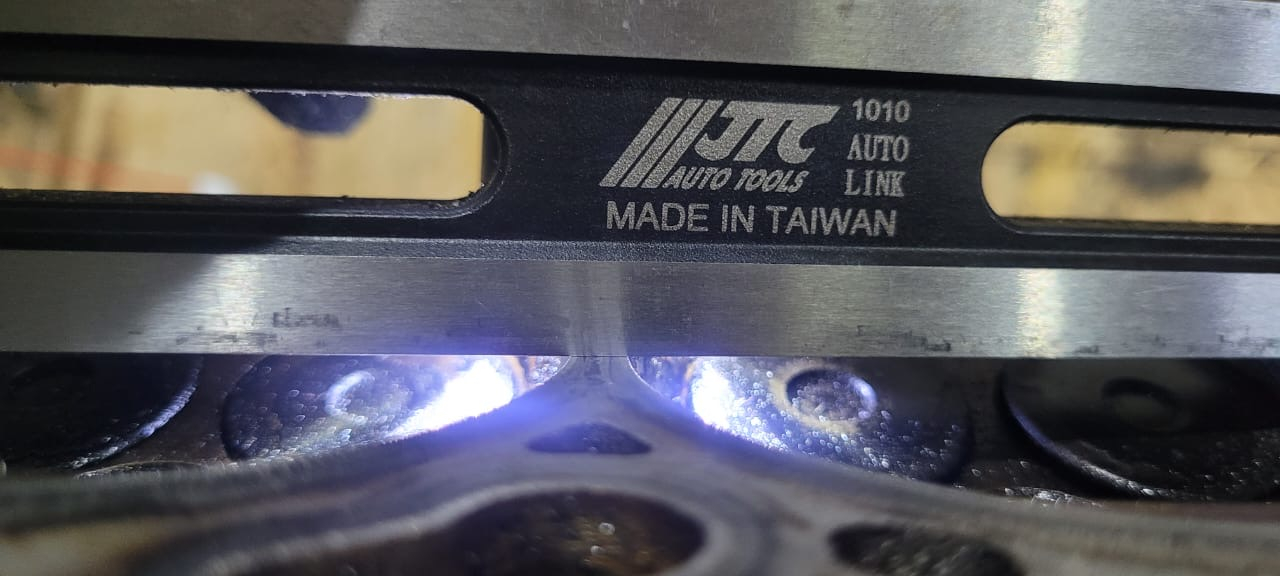 JTC 1010
AUTO
AUTO TOOLS LINK
MADE IN TAIWAN